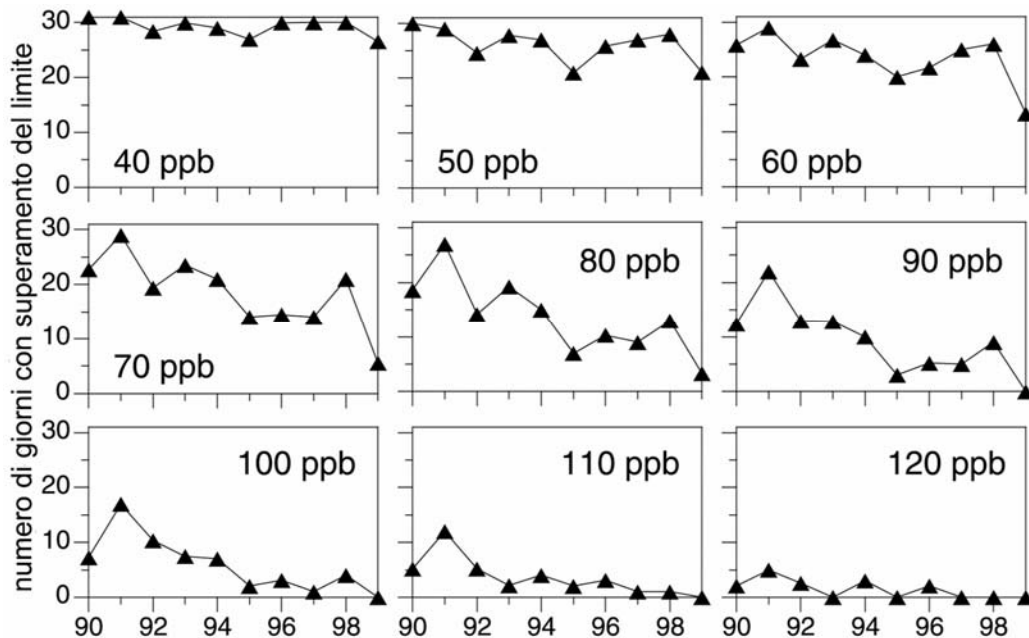 numero di giorni con superamento del limite
30
20
10
0
40 ppb
50 ppb
60 ppb
30
20
10
0
70 ppb
80 ppb
90 ppb
30
20
10
0
100 ppb
110 ppb
120 ppb
90 92 94 96 98
90 92 94 96 98
90 92 94 96 98